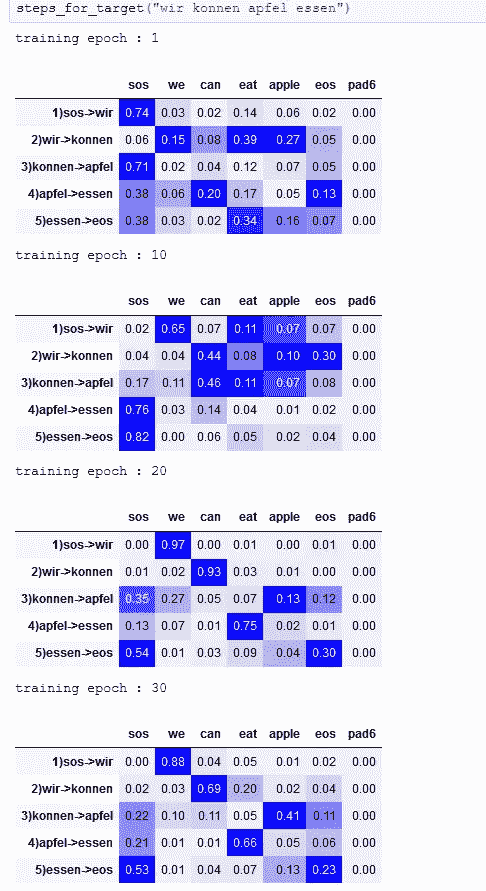 steps_for_target("wir konnen apfel essen")
training epoch : 1
sos we can eat apple eos pad6
1)sos->wir 0.74 0.03 0.02 0.14 0.06 0.02 0.00
2)wir->konnen 0.06 0.15 0.08 0.39 0.27 0.05 0.00
3)konnen->apfel 0.71 0.02 0.04 0.12 0.07 0.05 0.00
4)apfel->essen 0.38 0.06 0.20 0.17 0.05 0.13 0.00
5)essen->eos 0.38 0.03 0.02 0.34 0.16 0.07 0.00
training epoch : 10
sos we can eat apple eos pad6
1)sos->wir 0.02 0.65 0.07 0.11 0.07 0.07 0.00
2)wir->konnen 0.04 0.04 0.44 0.08 0.10 0.30 0.00
3)konnen->apfel 0.17 0.11 0.46 0.11 0.07 0.08 0.00
4)apfel->essen 0.76 0.03 0.14 0.04 0.01 0.02 0.00
5)essen->eos 0.82 0.00 0.06 0.05 0.02 0.04 0.00
training epoch : 20
sos we can eat apple eos pad6
1)sos->wir 0.00 0.97 0.00 0.01 0.00 0.01 0.00
2)wir->konnen 0.01 0.02 0.93 0.03 0.01 0.00 0.00
3)konnen->apfel 0.35 0.27 0.05 0.07 0.13 0.12 0.00
4)apfel->essen 0.13 0.07 0.01 0.75 0.02 0.01 0.00
5)essen->eos 0.54 0.01 0.03 0.09 0.04 0.30 0.00
training epoch : 30
sos we can eat apple eos pad6
1)sos->wir 0.00 0.88 0.04 0.05 0.01 0.02 0.00
2)wir->konnen 0.02 0.03 0.69 0.20 0.02 0.04 0.00
3)konnen->apfel 0.22 0.10 0.11 0.05 0.41 0.11 0.00
4)apfel->essen 0.21 0.01 0.01 0.66 0.05 0.06 0.00
5)essen->eos 0.53 0.01 0.04 0.07 0.13 0.23 0.00